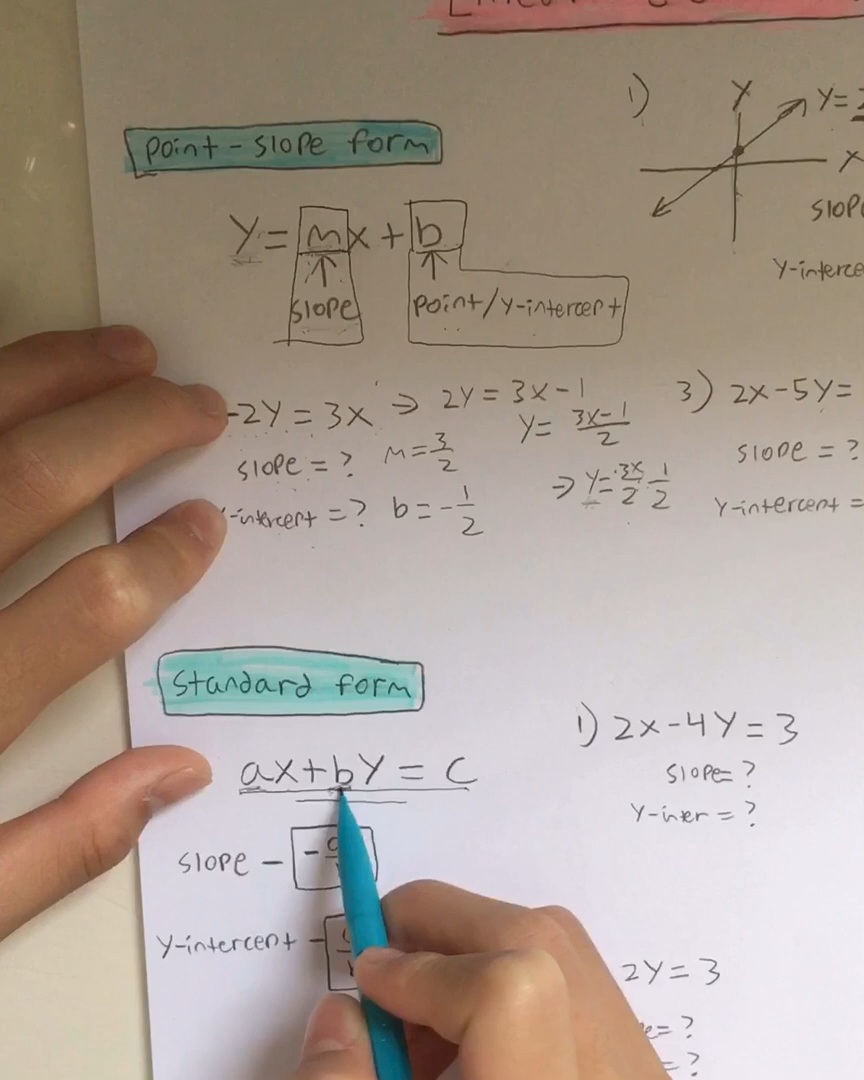 Point-slope form
1)
Y
Y=
X
Y = mx + b
slope
Point/Y-intercept
Y-interce
-2Y = 3x → 2Y = 3x-1
Y= 3x-1/2
slope = ? m= 3/2
→ Y= 3x/2 - 1/2
-intercept = ? b = - 1/2
3) 2x-5Y=
slope = ?
Y-intercept =
Standard form
ax+bY = c
slope -
Y-intercept -
1) 2x-4Y = 3
slope= ?
Y-iner = ?
2Y = 3
= ?
= ?